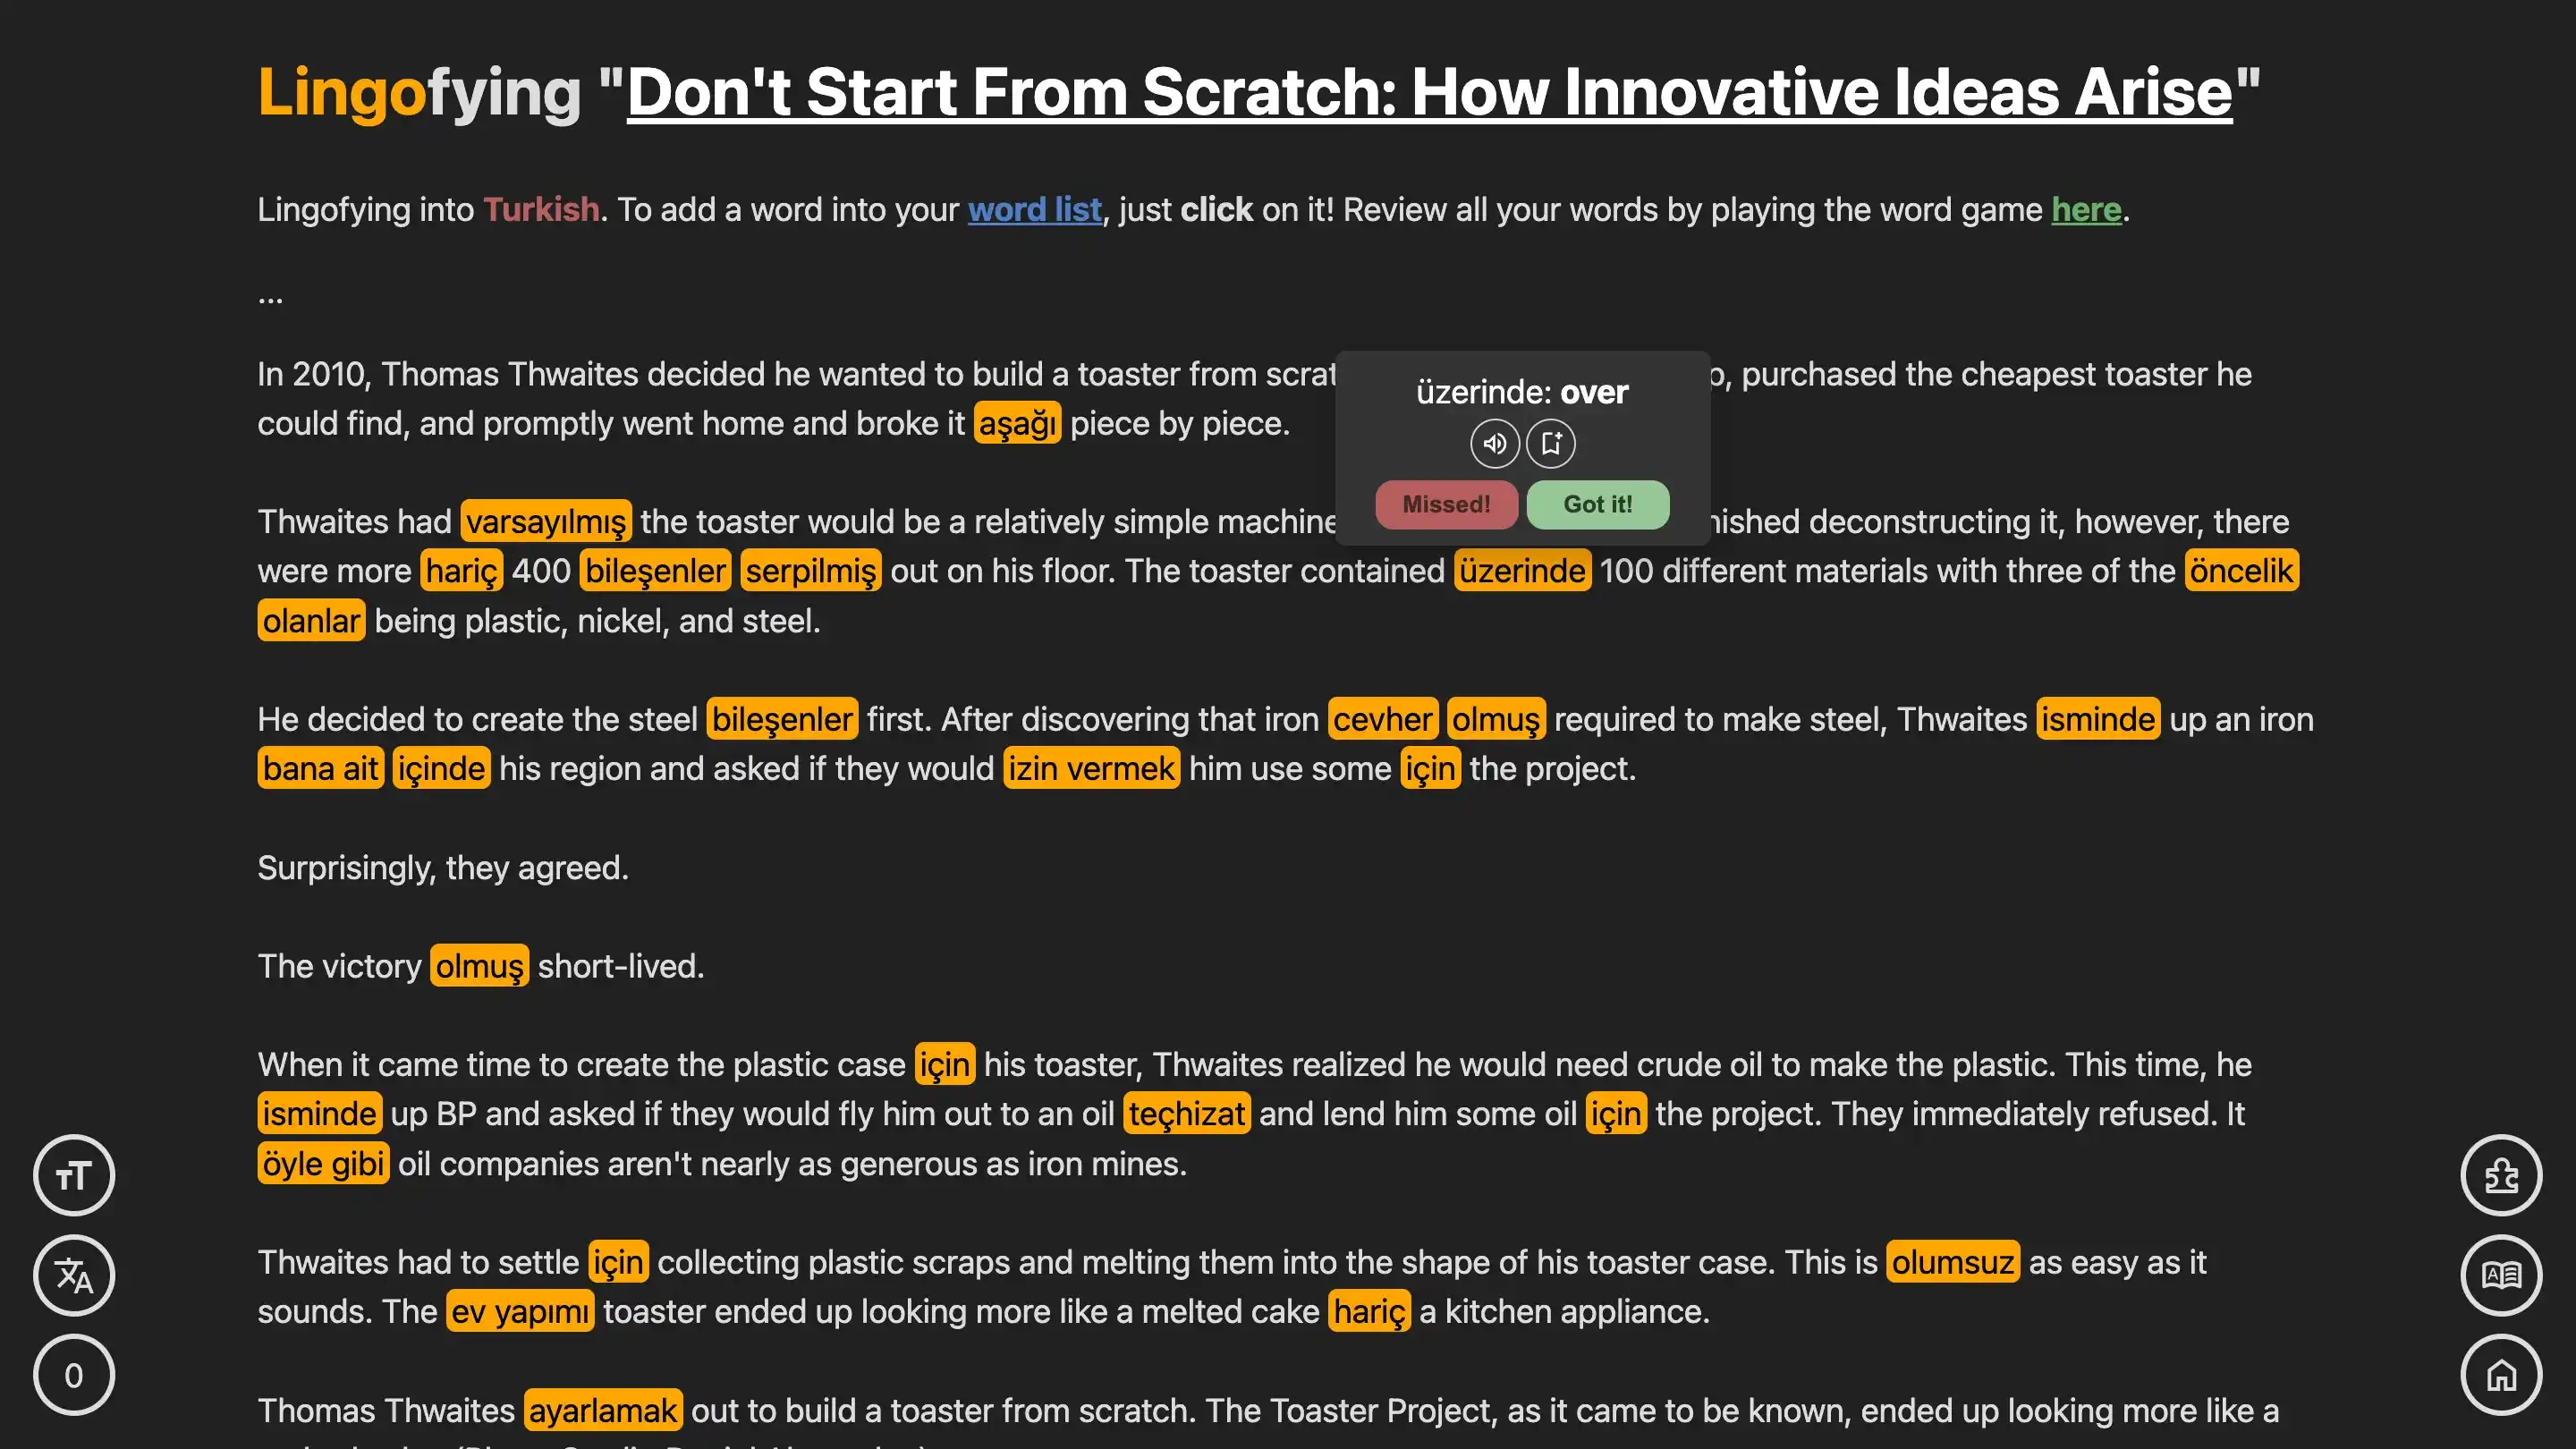 Lingofying "Don't Start From Scratch: How Innovative Ideas Arise"
Lingofying into Turkish. To add a word into your word list, just click on it! Review all your words by playing the word game here.
...
In 2010, Thomas Thwaites decided he wanted to build a toaster from purchased the cheapest toaster he
could find, and promptly went home and broke it aşağı piece by piece.
üzerinde: over
Missed! Got it!
Thwaites had varsayılmış the toaster would be a relatively simple machine deconstructing it, however, there
were more hariç 400 bileşenler serpilmiş out on his floor. The toaster contained üzerinde 100 different materials with three of the öncelik
olanlar being plastic, nickel, and steel.
He decided to create the steel bileşenler first. After discovering that iron cevher olmuş required to make steel, Thwaites isminde up an iron
bana ait içinde his region and asked if they would izin vermek him use some için the project.
Surprisingly, they agreed.
The victory olmuş short-lived.
When it came time to create the plastic case için his toaster, Thwaites realized he would need crude oil to make the plastic. This time, he
isminde up BP and asked if they would fly him out to an oil teçhizat and lend him some oil için the project. They immediately refused. It
öyle gibi oil companies aren't nearly as generous as iron mines.
Thwaites had to settle için collecting plastic scraps and melting them into the shape of his toaster case. This is olumsuz as easy as it
sounds. The ev yapımı toaster ended up looking more like a melted cake hariç a kitchen appliance.
Thomas Thwaites ayarlamak out to build a toaster from scratch. The Toaster Project, as it came to be known, ended up looking more like a
0